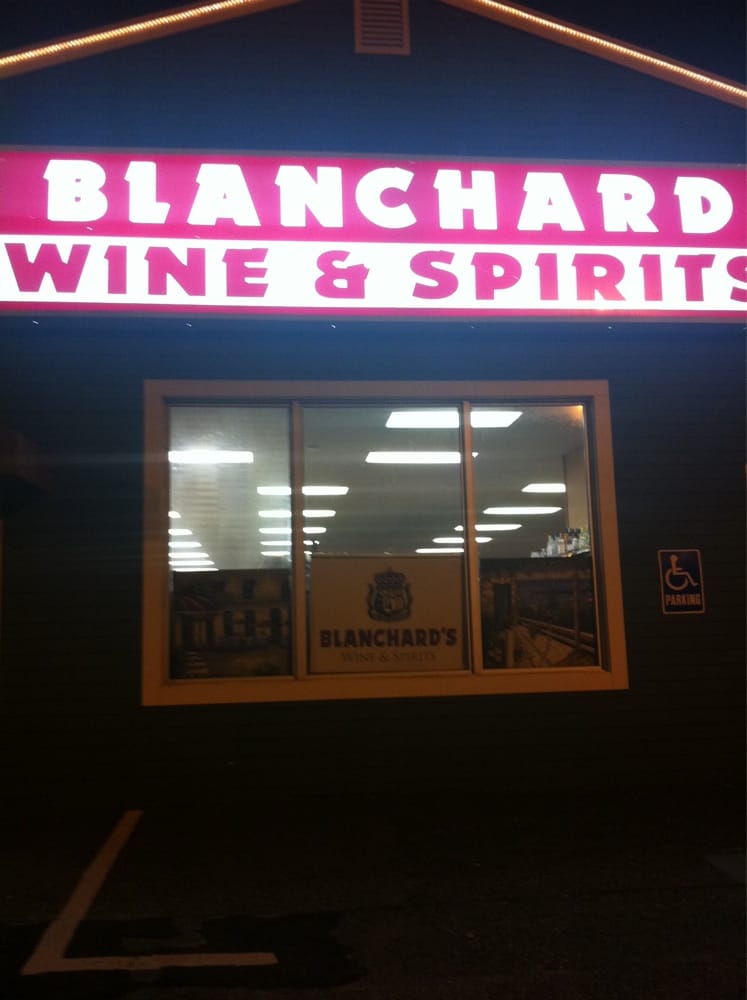 BLANCHARD
WINE & SPIRITS
BLANCHARD'S
WINE & SPIRITS
PARKING